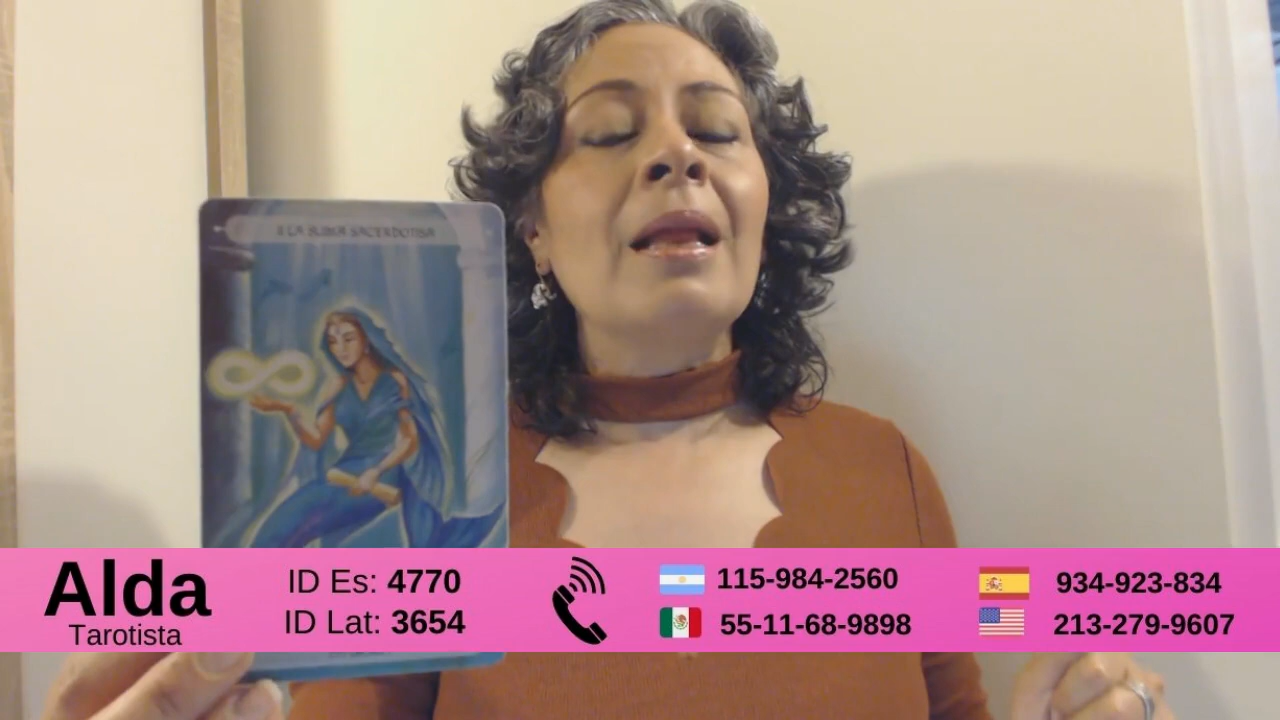 LA SUMA SACERDOTISA
Alda
Tarotista
ID Es: 4770
ID Lat: 3654
115-984-2560
55-11-68-9898
934-923-834
213-279-9607